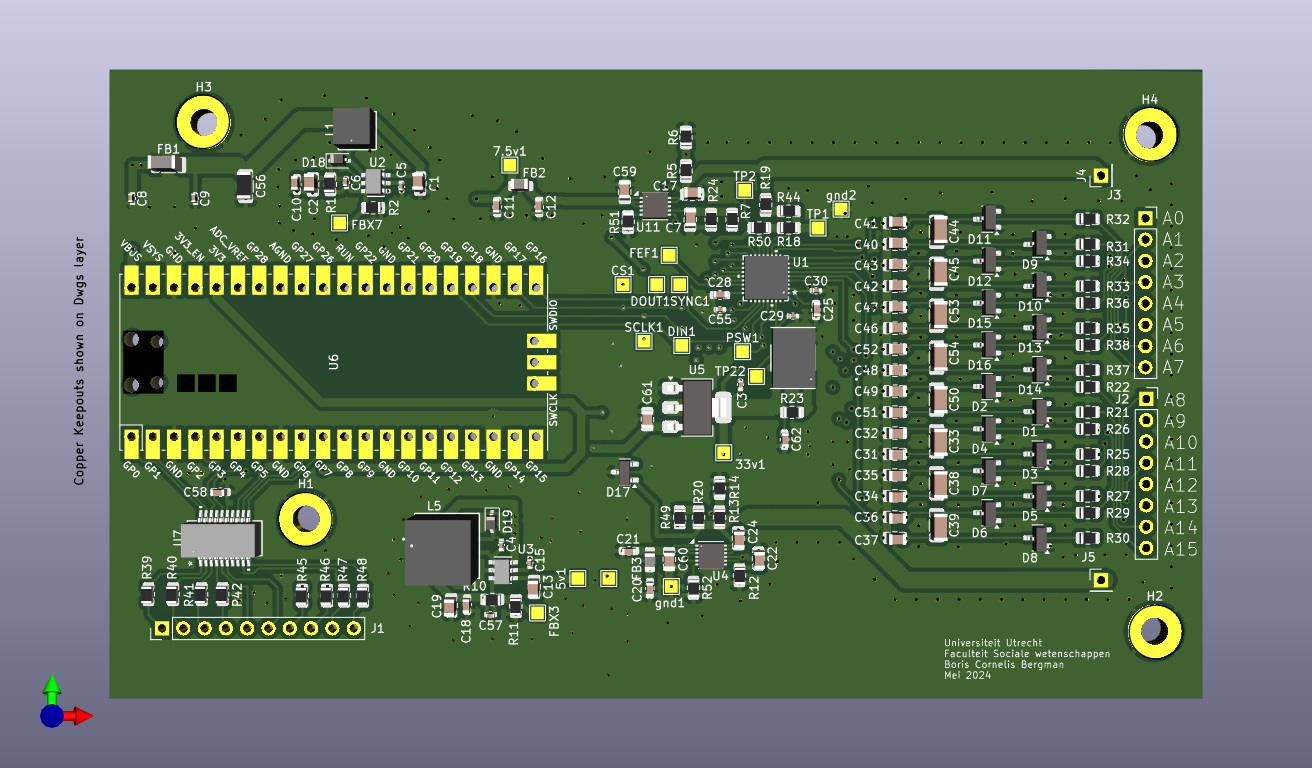 H3
H4
L1
R6
FB1
D18
U2
7.5v1
FB2
C59
R5
TP2
R19
J4
J3
C8
C9
C56
C10
C2
R1
C6
C5
C1
R2
FBX7
C11
C12
R61
U11
C17
C7
R24
R7
R44
gnd2
TP1
R50
R18
C41
C44
D11
R32
A0
C40
R31
A1
V3US
VSYS
GND
3V3_EN
3V3
ADC_VREF
GP28
AGND
GP27
GP26
RUN
GP22
GND
GP21
GP20
GP19
GP18
GND
GP17
GP16
FEF1
U1
C43
C45
D9
R34
A2
CS1
DOUT1
SYNC1
C28
C55
C30
C29
C25
C42
D12
R33
A3
C47
C53
D10
R36
A4
SWDIO
SCLK1
DIN1
PSW1
C46
D15
R35
A5
C52
C54
D13
R38
A6
U6
U5
TP22
C3
C48
D16
R37
A7
C49
C50
D14
R22
J2
A8
SWCLK
C61
R23
C51
D2
R21
A9
C32
C33
D1
R26
A10
C62
C31
D4
R25
A11
GP0
GP1
GND
GP2
GP3
GP4
GP5
GND
GP6
GP7
GP8
GP9
GND
GP10
GP11
GP12
GP13
GND
GP14
GP15
33v1
C35
C38
D3
R28
A12
C58
H1
D17
R20
R14
C34
D7
R27
A13
L5
D19
R49
R13
C36
C39
D5
R29
A14
C4
C24
C37
D6
R30
A15
U3
C15
C21
FB3
C60
U4
C22
D8
J5
R39
R40
R41
P42
R45
R46
R47
R48
C19
C18
R10
C57
R11
C13
5v1
FBX3
C20
gnd1
R52
R12
H2
J1
Universiteit Utrecht
Faculteit Sociale wetenschappen
Boris Cornelis Bergman
Mei 2024
Copper Keepouts shown on Dwgs layer